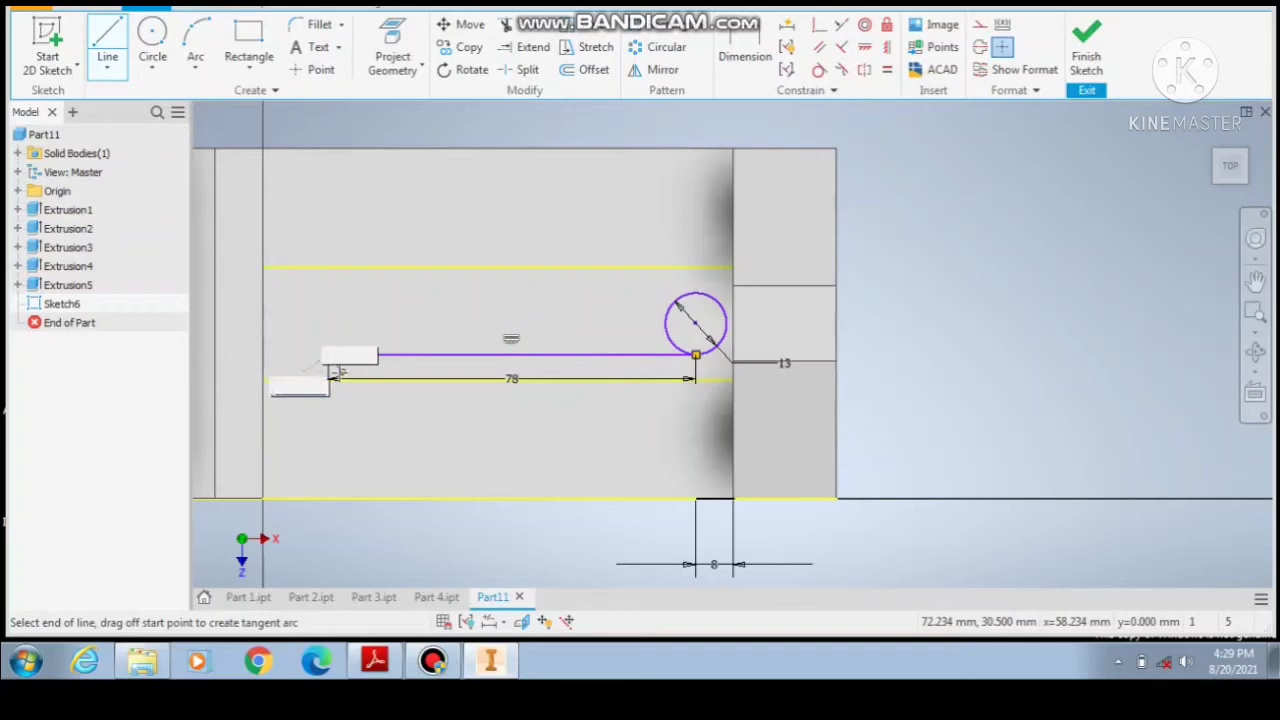 www.BANDICAM.com
Fillet
Move
Image
Text
Copy
Extend
Stretch
Circular
Points
Start
2D Sketch
Line
Circle
Arc
Rectangle
Point
Project
Geometry
Rotate
Split
Offset
Mirror
Dimension
ACAD
Show Format
Finish
Sketch
Sketch
Create
Modify
Pattern
Constrain
Insert
Format
Exit
K
KINEMASTER
Model
Part11
Solid Bodies(1)
View: Master
Origin
Extrusion1
Extrusion2
Extrusion3
Extrusion4
Extrusion5
Sketch6
End of Part
TOP
13
78
8
X
Z
Part 1.ipt
Part 2.ipt
Part 3.ipt
Part 4.ipt
Part11
Select end of line, drag off start point to create tangent arc
72.234 mm, 30.500 mm
x=58.234 mm
y=0.000 mm
1
5
4:29 PM
8/20/2021